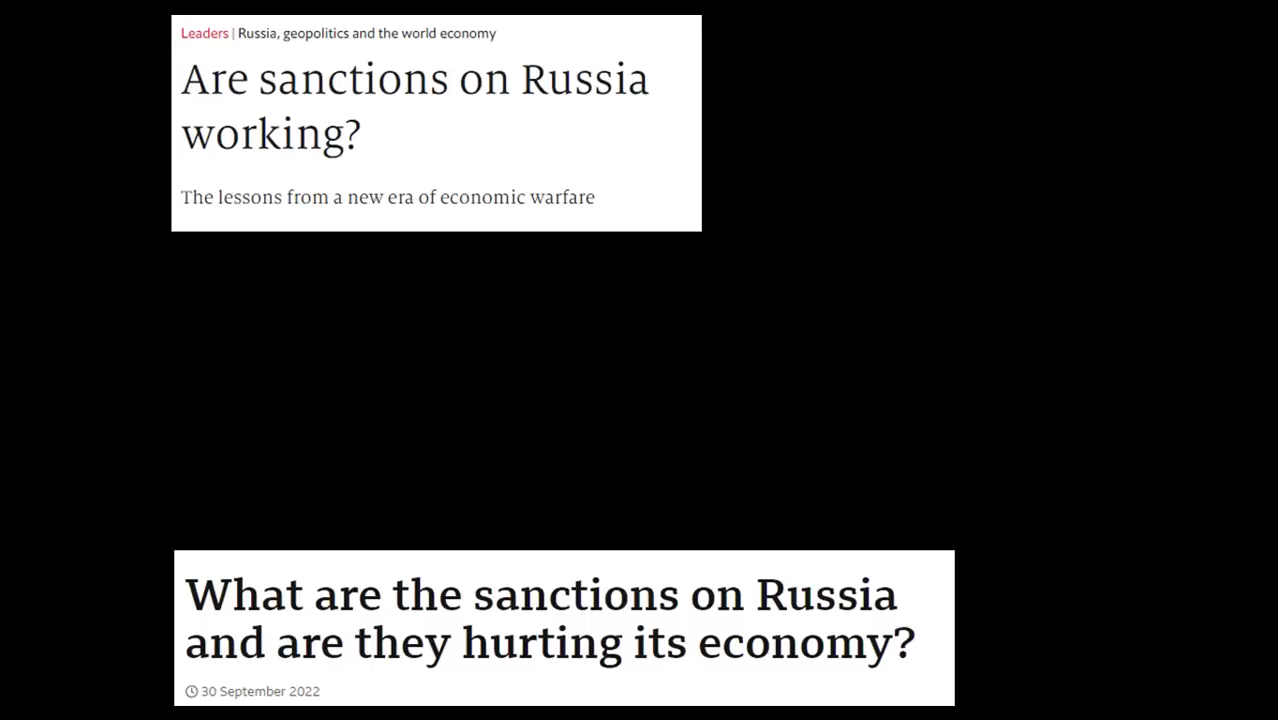 Leaders | Russia, geopolitics and the world economy
Are sanctions on Russia
working?
The lessons from a new era of economic warfare
What are the sanctions on Russia
and are they hurting its economy?
30 September 2022